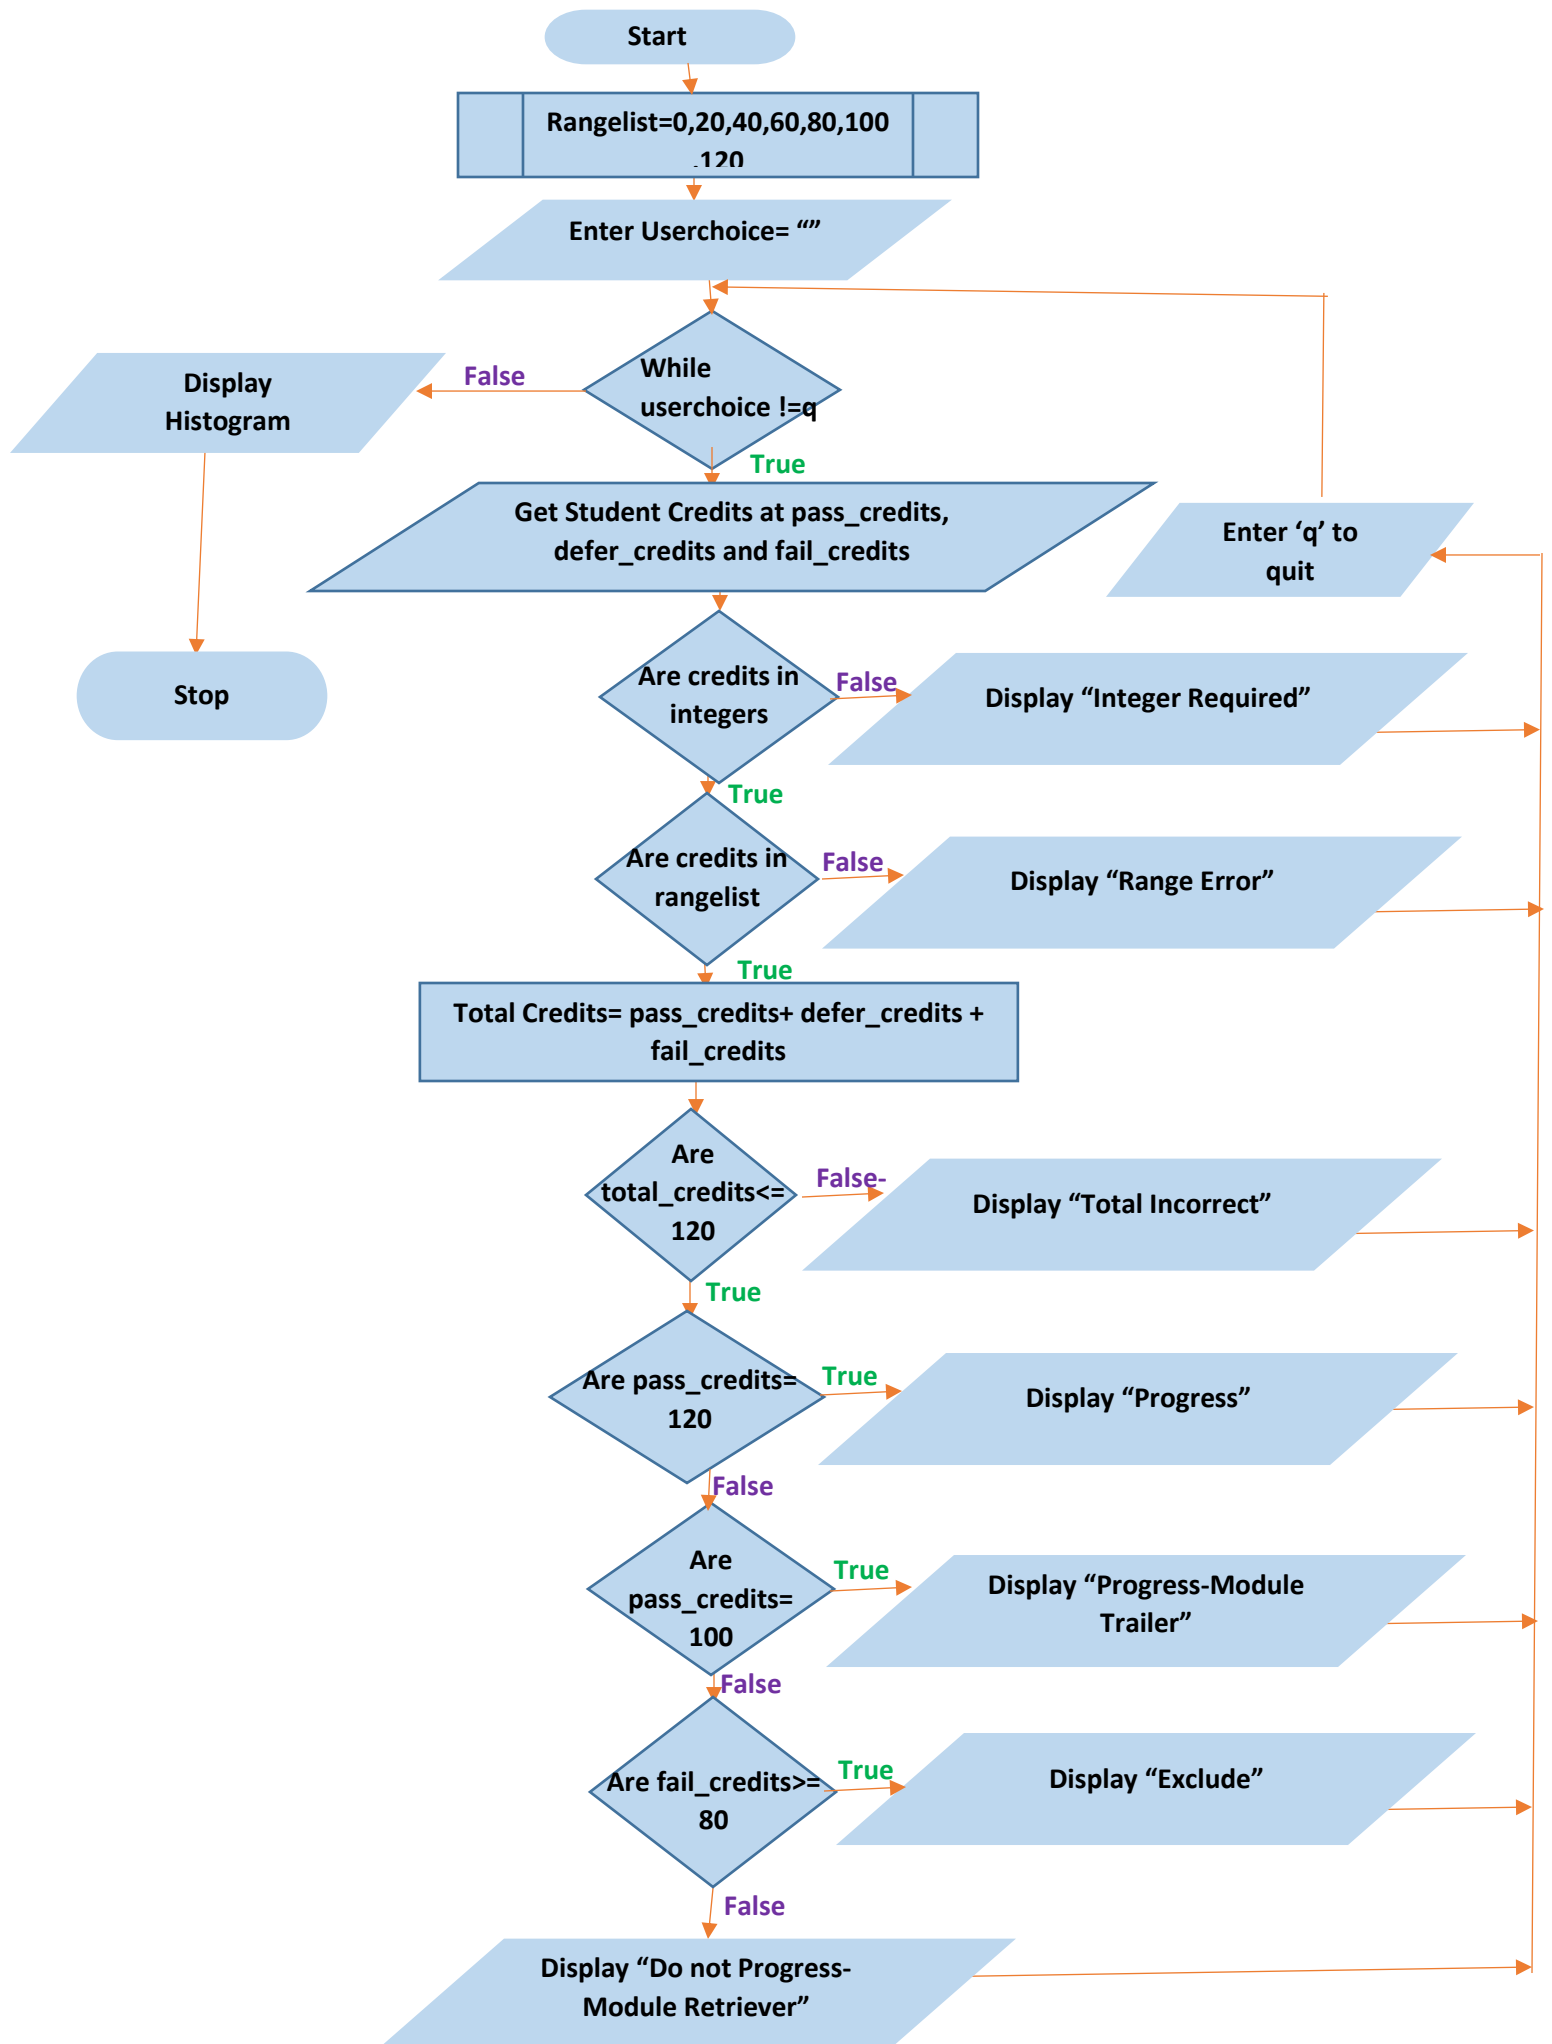 Start
Rangelist=0,20,40,60,80,100
,120
Enter Userchoice= “”
While
userchoice !=q
False
Display
Histogram
True
Get Student Credits at pass_credits,
defer_credits and fail_credits
Enter ‘q’ to
quit
Stop
Are credits in
integers
False
Display “Integer Required”
True
Are credits in
rangelist
False
Display “Range Error”
True
Total Credits= pass_credits+ defer_credits +
fail_credits
Are
total_credits<=
120
False-
Display “Total Incorrect”
True
Are pass_credits=
120
True
Display “Progress”
False
Are
pass_credits=
100
True
Display “Progress-Module
Trailer”
False
Are fail_credits>=
80
True
Display “Exclude”
False
Display “Do not Progress-
Module Retriever”